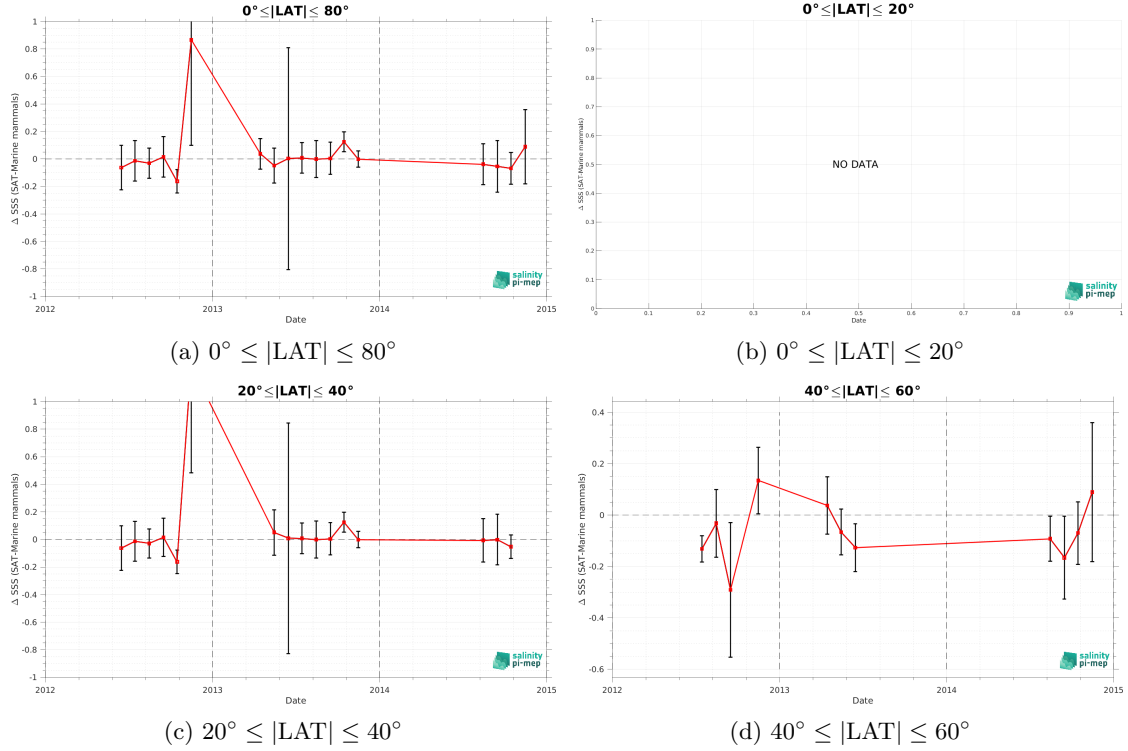 0°≤|LAT|≤ 80°
1
0.8
0.6
0.4
0.2
0
-0.2
-0.4
-0.6
-0.8
-1
Δ SSS (SAT-Marine mammals)
2012
2013
2014
2015
Date
salinity
pi-mep
(a) 0° ≤ |LAT| ≤ 80°
0°≤|LAT|≤ 20°
1
0.9
0.8
0.7
0.6
0.5
0.4
0.3
0.2
0.1
0
Δ SSS (SAT-Marine mammals)
NO DATA
0
0.1
0.2
0.3
0.4
0.5
0.6
0.7
0.8
0.9
1
Date
salinity
pi-mep
(b) 0° ≤ |LAT| ≤ 20°
20°≤|LAT|≤ 40°
1
0.8
0.6
0.4
0.2
0
-0.2
-0.4
-0.6
-0.8
-1
Δ SSS (SAT-Marine mammals)
2012
2013
2014
2015
Date
salinity
pi-mep
(c) 20° ≤ |LAT| ≤ 40°
40°≤|LAT|≤ 60°
0.4
0.2
0
-0.2
-0.4
-0.6
Δ SSS (SAT-Marine mammals)
2012
2013
2014
2015
Date
salinity
pi-mep
(d) 40° ≤ |LAT| ≤ 60°